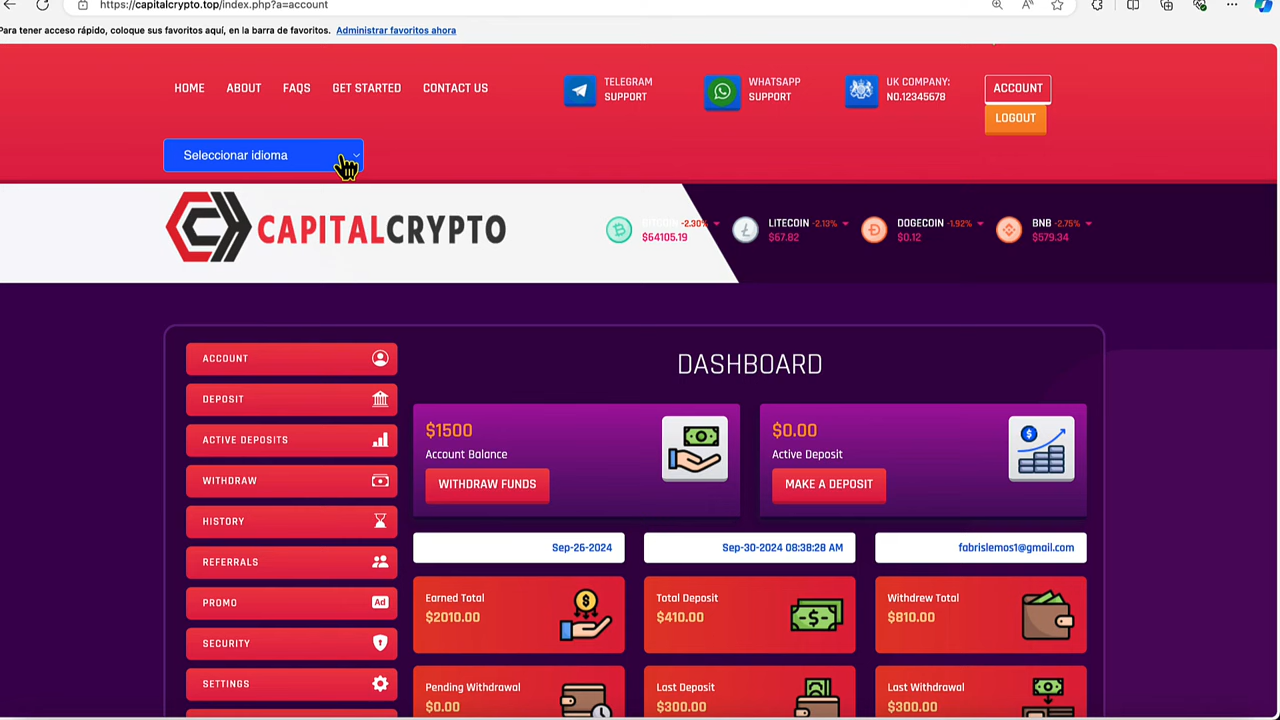 https://capitalcrypto.top/index.php?a=account
Para tener acceso rápido, coloque sus favoritos aquí, en la barra de favoritos. Administrar favoritos ahora
HOME ABOUT FAQS GET STARTED CONTACT US
TELEGRAM SUPPORT
WHATSAPP SUPPORT
UK COMPANY: NO.12345678
ACCOUNT
LOGOUT
Seleccionar idioma
CAPITALCRYPTO
BITCOIN -2.30%
$64105.19
LITECOIN -2.13%
$67.82
DOGECOIN -1.92%
$0.12
BNB -2.75%
$579.34
ACCOUNT
DEPOSIT
ACTIVE DEPOSITS
WITHDRAW
HISTORY
REFERRALS
PROMO
Ad
SECURITY
SETTINGS
DASHBOARD
$1500
Account Balance
WITHDRAW FUNDS
$0.00
Active Deposit
MAKE A DEPOSIT
Sep-26-2024
Sep-30-2024 08:38:28 AM
fabrislemos1@gmail.com
Earned Total
$2010.00
Total Deposit
$410.00
Withdrew Total
$810.00
Pending Withdrawal
$0.00
Last Deposit
$300.00
Last Withdrawal
$300.00